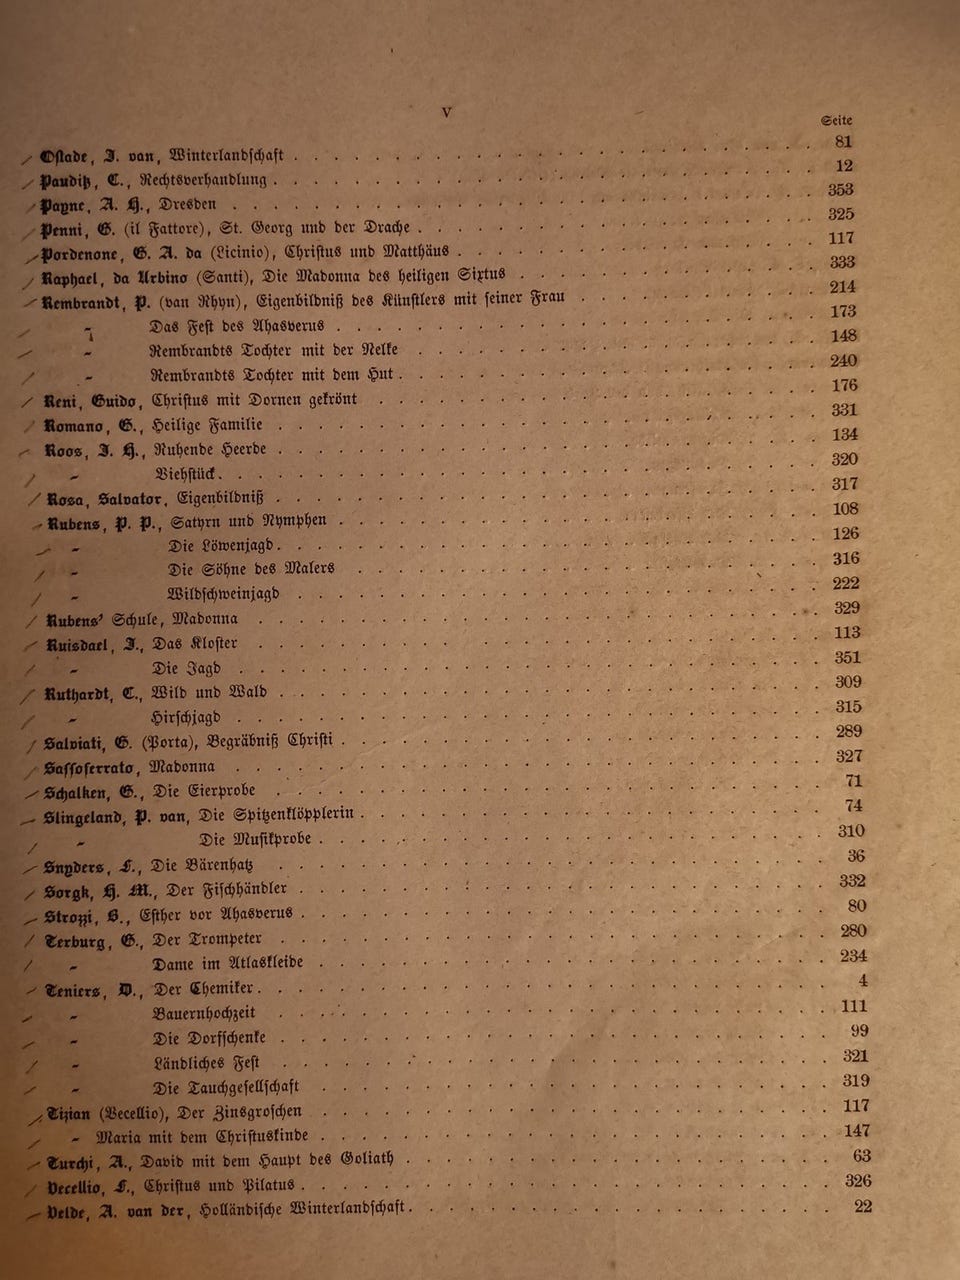 V
Seite
Ostade, J. van, Winterlandschaft . . . . . 81
Paudiß, C., Rechtsverhandlung . . . . . 12
Payne, A. H., Dresden . . . . . 353
Penni, G. (il Fattore), St. Georg und der Drache . . . . . 325
Pordenone, G. A. da (Licinio), Christus und Matthäus . . . . . 117
Raphael, da Urbino (Santi), Die Madonna des heiligen Sixtus . . . . . 333
Rembrandt, P. (van Rhyn), Eigenbildniß des Künstlers mit seiner Frau . . . . . 214
„ Das Fest des Ahasverus . . . . . 173
„ Rembrandts Tochter mit der Nelke . . . . . 148
„ Rembrandts Tochter mit dem Hut . . . . . 240
Reni, Guido, Christus mit Dornen gekrönt . . . . . 176
Romano, G., Heilige Familie . . . . . 331
Roos, J. H., Ruhende Heerde . . . . . 134
„ Viehstück . . . . . 320
Rosa, Salvator, Eigenbildniß . . . . . 317
Rubens, P. P., Satyrn und Nymphen . . . . . 108
„ Die Löwenjagd . . . . . 126
„ Die Söhne des Malers . . . . . 316
„ Wildschweinjagd . . . . . 222
Rubens’ Schule, Madonna . . . . . 329
Ruisdael, J., Das Kloster . . . . . 113
„ Die Jagd . . . . . 351
Ruthardt, C., Wild und Wald . . . . . 309
„ Hirschjagd . . . . . 315
Salviati, G. (Porta), Begräbniß Christi . . . . . 289
Sassoferrato, Madonna . . . . . 327
Schalken, G., Die Eierprobe . . . . . 71
Slingeland, P. van, Die Spitzenklöpplerin . . . . . 74
„ Die Musikprobe . . . . . 310
Snyders, F., Die Bärenhatz . . . . . 36
Sorgk, H. M., Der Fischhändler . . . . . 332
Strozzi, B., Esther vor Ahasverus . . . . . 80
Terburg, G., Der Trompeter . . . . . 280
„ Dame im Atlaskleide . . . . . 234
Teniers, D., Der Chemiker . . . . . 4
„ Bauernhochzeit . . . . . 111
„ Die Dorfschenke . . . . . 99
„ Ländliches Fest . . . . . 321
„ Die Tauchgesellschaft . . . . . 319
Tizian (Vecellio), Der Zinsgroschen . . . . . 117
„ Maria mit dem Christuskinde . . . . . 147
Turchi, A., David mit dem Haupt des Goliath . . . . . 63
Vecellio, F., Christus und Pilatus . . . . . 326
Velde, A. van der, Holländische Winterlandschaft . . . . . 22